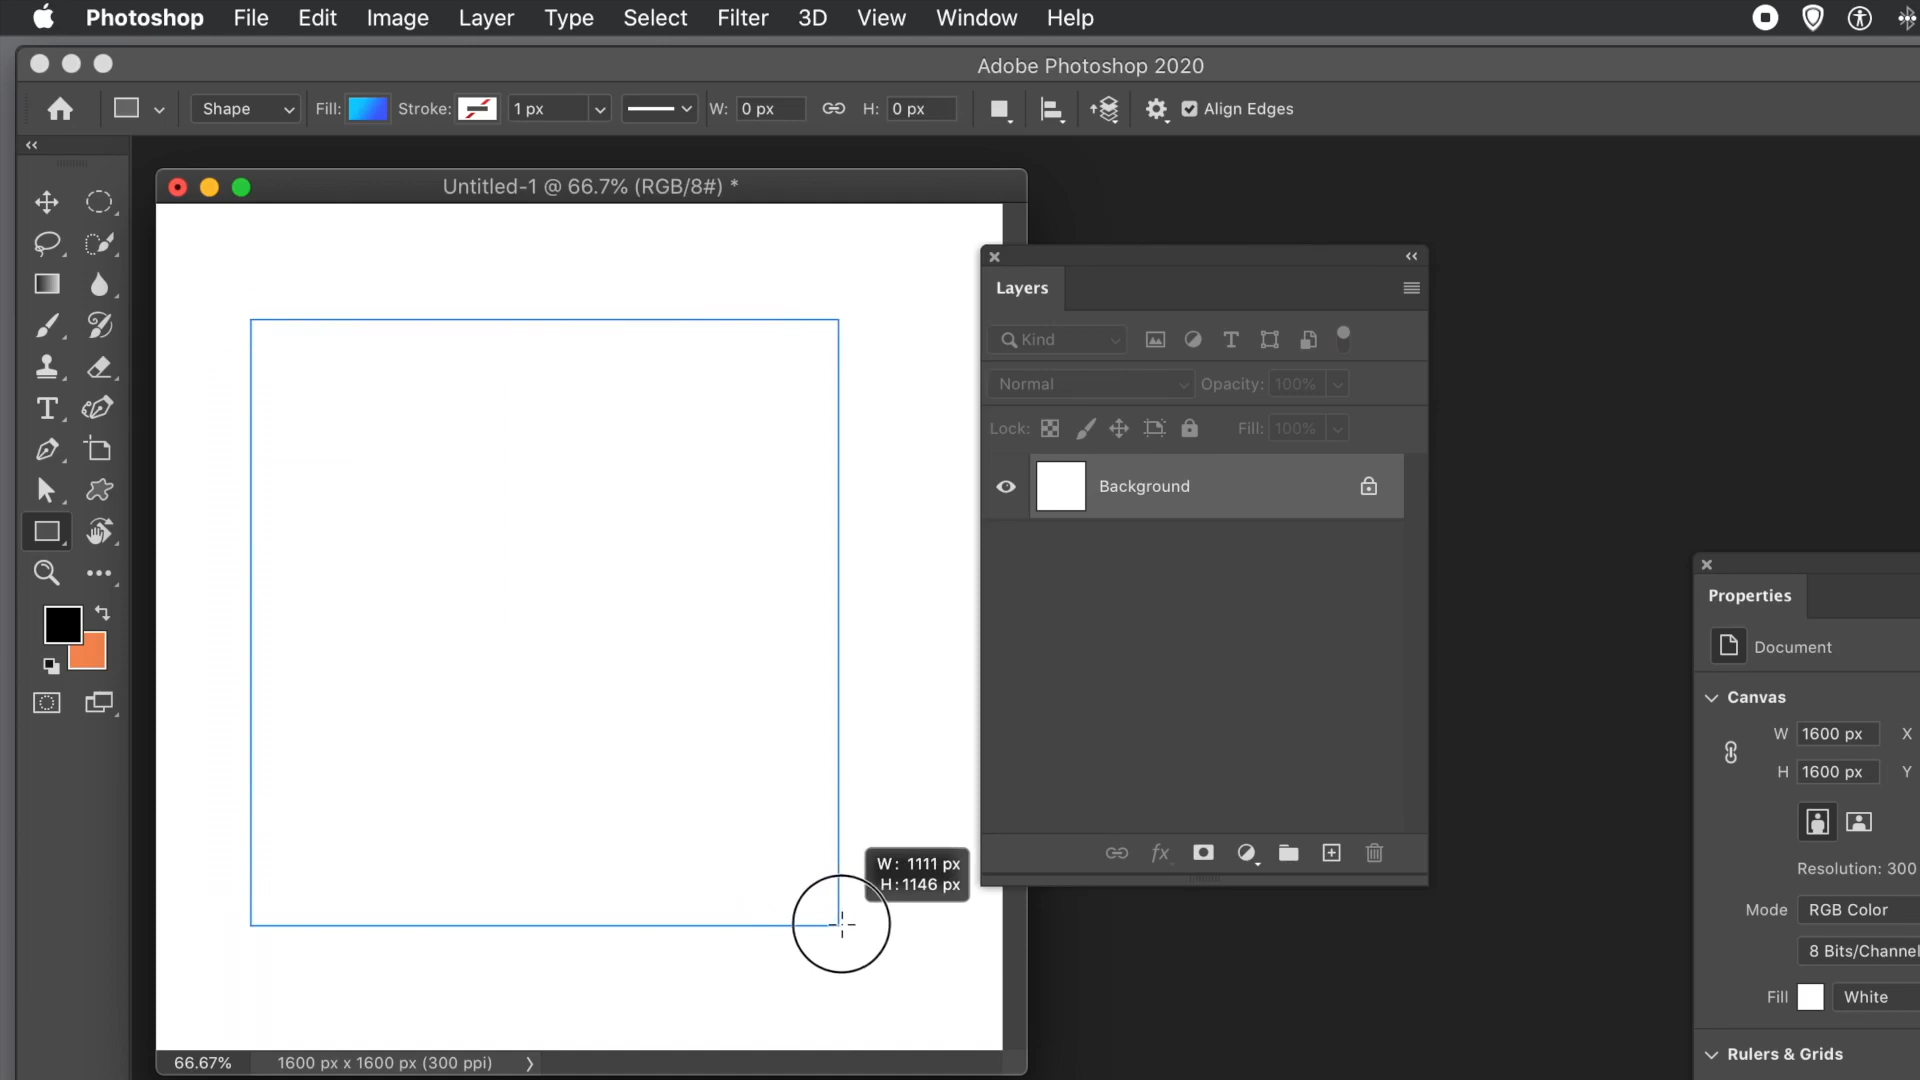 Photoshop File Edit Image Layer Type Select Filter 3D View Window Help
Adobe Photoshop 2020
Shape Fill: Stroke: 1 px W: 0 px H: 0 px Align Edges
Untitled-1 @ 66.7% (RGB/8#) *
Layers
Kind
Normal Opacity: 100%
Lock: Fill: 100%
Background
W: 1111 px
H: 1146 px
66.67% 1600 px x 1600 px (300 ppi)
Properties
Document
Canvas
W 1600 px X
H 1600 px Y
Resolution: 300
Mode RGB Color
8 Bits/Channel
Fill White
Rulers & Grids